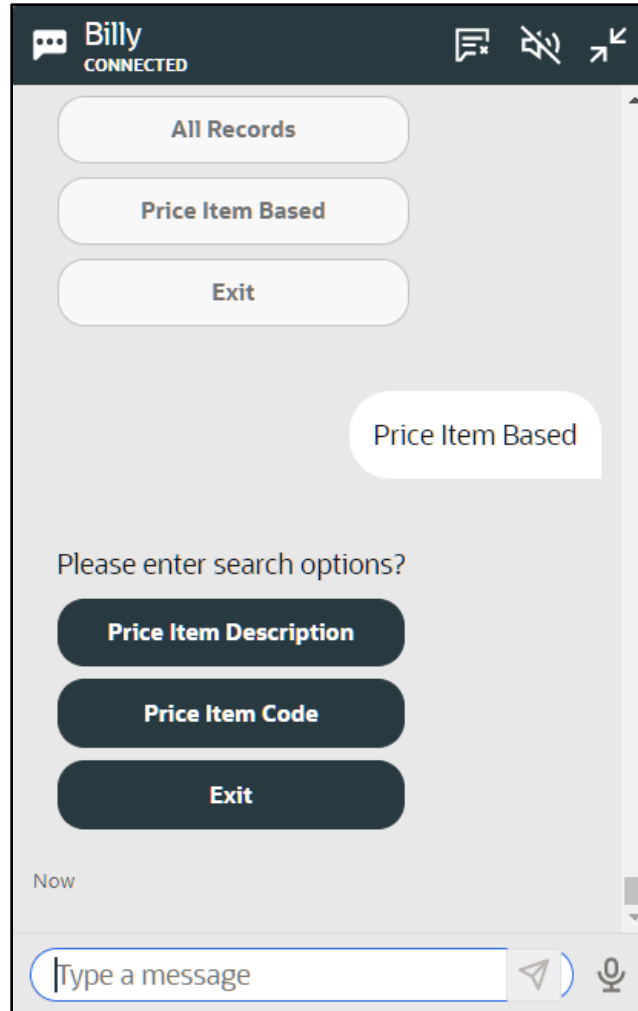 Billy
CONNECTED
All Records
Price Item Based
Exit
Price Item Based
Please enter search options?
Price Item Description
Price Item Code
Exit
Now
Type a message